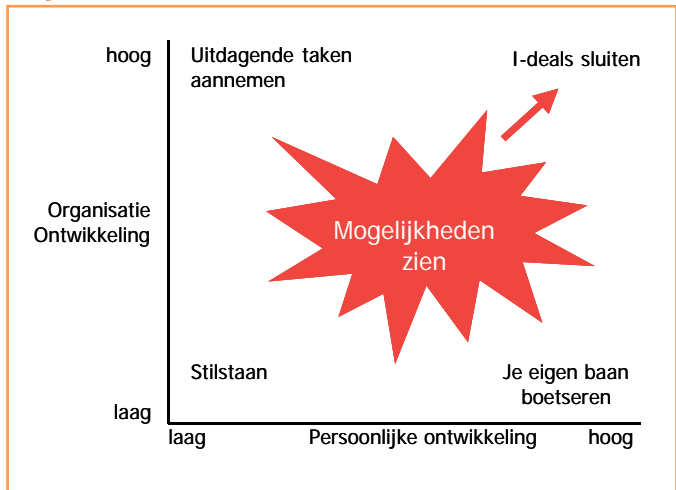 hoog
Uitdagende taken
aannemen
I-deals sluiten
Organisatie
Ontwikkeling
Mogelijkheden
zien
Stilstaan
Je eigen baan
boetseren
laag
laag
Persoonlijke ontwikkeling
hoog